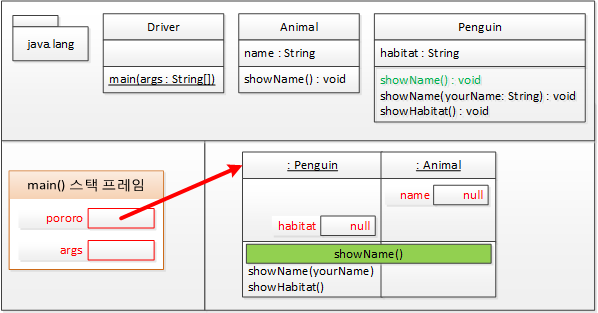 java.lang
Driver
main(args : String[])
Animal
name : String
showName() : void
Penguin
habitat : String
showName() : void
showName(yourName: String) : void
showHabitat() : void
main() 스택 프레임
pororo
args
: Penguin
: Animal
name null
habitat null
showName()
showName(yourName)
showHabitat()